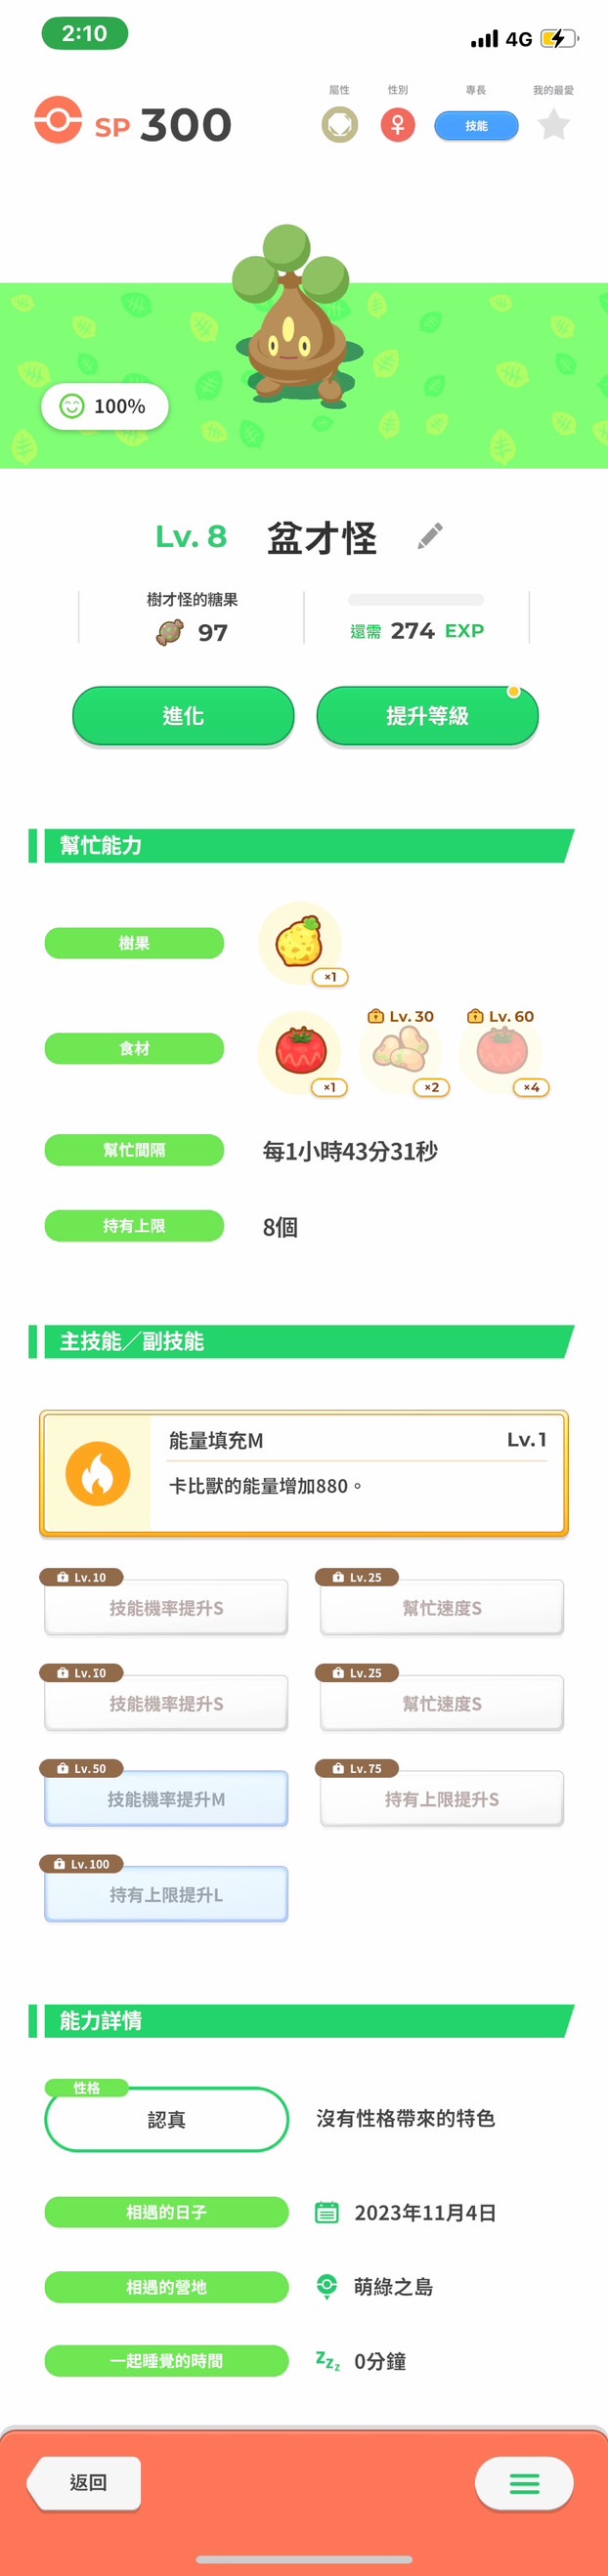 2:10
4G
屬性
性別
專長
我的最愛
SP 300
技能
100%
Lv. 8 盆才怪
樹才怪的糖果
97
還需 274 EXP
進化
提升等級
幫忙能力
樹果
×1
食材
Lv. 30
Lv. 60
×1
×2
×4
幫忙間隔
每1小時43分31秒
持有上限
8個
主技能／副技能
能量填充M
Lv.1
卡比獸的能量增加880。
Lv.10
Lv.25
技能機率提升S
幫忙速度S
Lv.10
Lv.25
技能機率提升S
幫忙速度S
Lv.50
Lv.75
技能機率提升M
持有上限提升S
Lv.100
持有上限提升L
能力詳情
性格
認真
沒有性格帶來的特色
相遇的日子
2023年11月4日
相遇的營地
萌綠之島
一起睡覺的時間
zzz
0分鐘
返回